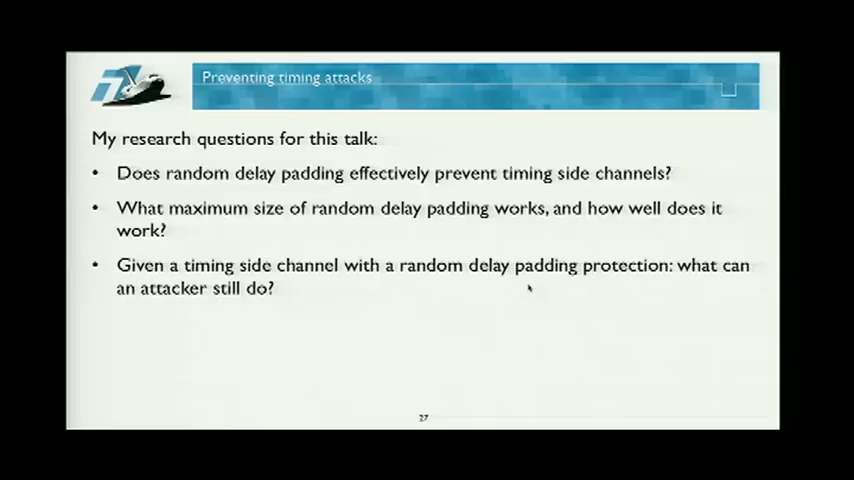 Preventing timing attacks
My research questions for this talk:
• Does random delay padding effectively prevent timing side channels?
• What maximum size of random delay padding works, and how well does it
work?
• Given a timing side channel with a random delay padding protection: what can
an attacker still do?
27